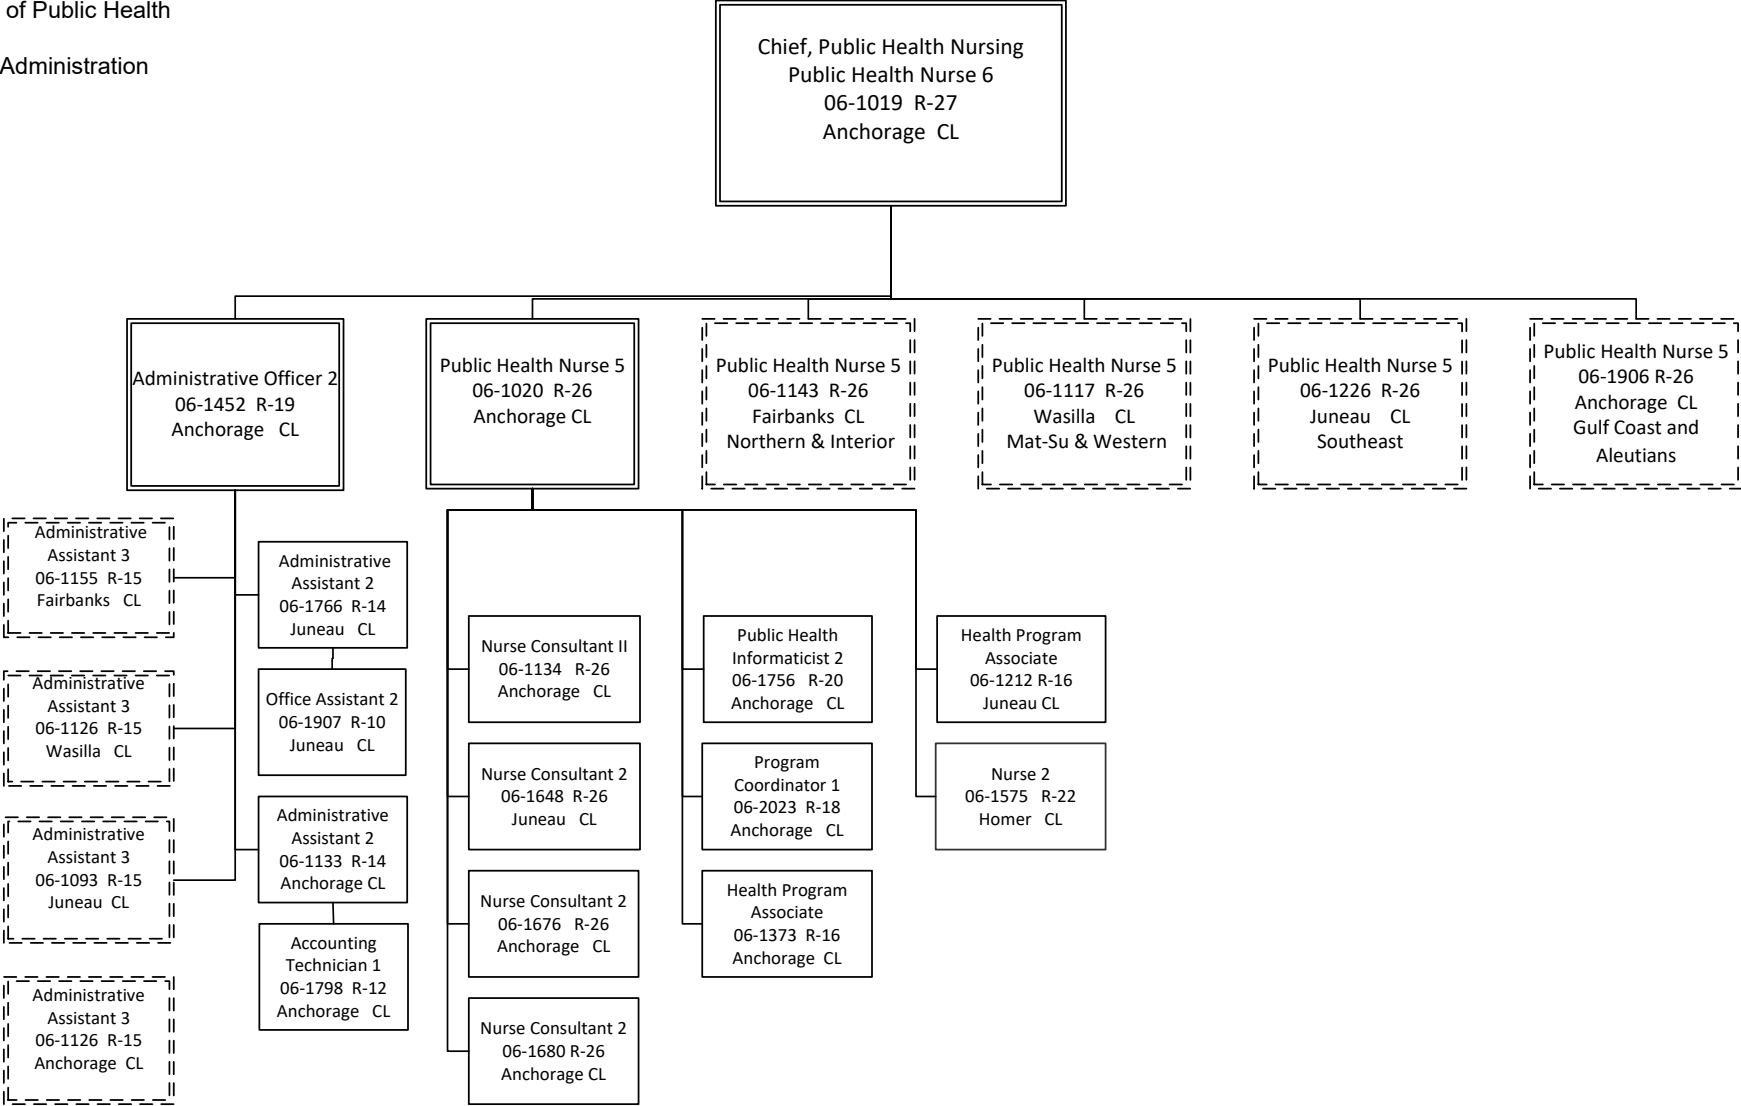 of Public Health
Administration
Chief, Public Health Nursing
Public Health Nurse 6
06-1019 R-27
Anchorage CL
Administrative Officer 2
06-1452 R-19
Anchorage CL
Public Health Nurse 5
06-1020 R-26
Anchorage CL
Public Health Nurse 5
06-1143 R-26
Fairbanks CL
Northern & Interior
Public Health Nurse 5
06-1117 R-26
Wasilla CL
Mat-Su & Western
Public Health Nurse 5
06-1226 R-26
Juneau CL
Southeast
Public Health Nurse 5
06-1906 R-26
Anchorage CL
Gulf Coast and
Aleutians
Administrative
Assistant 3
06-1155 R-15
Fairbanks CL
Administrative
Assistant 3
06-1126 R-15
Wasilla CL
Administrative
Assistant 3
06-1093 R-15
Juneau CL
Administrative
Assistant 3
06-1126 R-15
Anchorage CL
Administrative
Assistant 2
06-1766 R-14
Juneau CL
Office Assistant 2
06-1907 R-10
Juneau CL
Administrative
Assistant 2
06-1133 R-14
Anchorage CL
Accounting
Technician 1
06-1798 R-12
Anchorage CL
Nurse Consultant II
06-1134 R-26
Anchorage CL
Nurse Consultant 2
06-1648 R-26
Juneau CL
Nurse Consultant 2
06-1676 R-26
Anchorage CL
Nurse Consultant 2
06-1680 R-26
Anchorage CL
Public Health
Informaticist 2
06-1756 R-20
Anchorage CL
Program
Coordinator 1
06-2023 R-18
Anchorage CL
Health Program
Associate
06-1373 R-16
Anchorage CL
Health Program
Associate
06-1212 R-16
Juneau CL
Nurse 2
06-1575 R-22
Homer CL